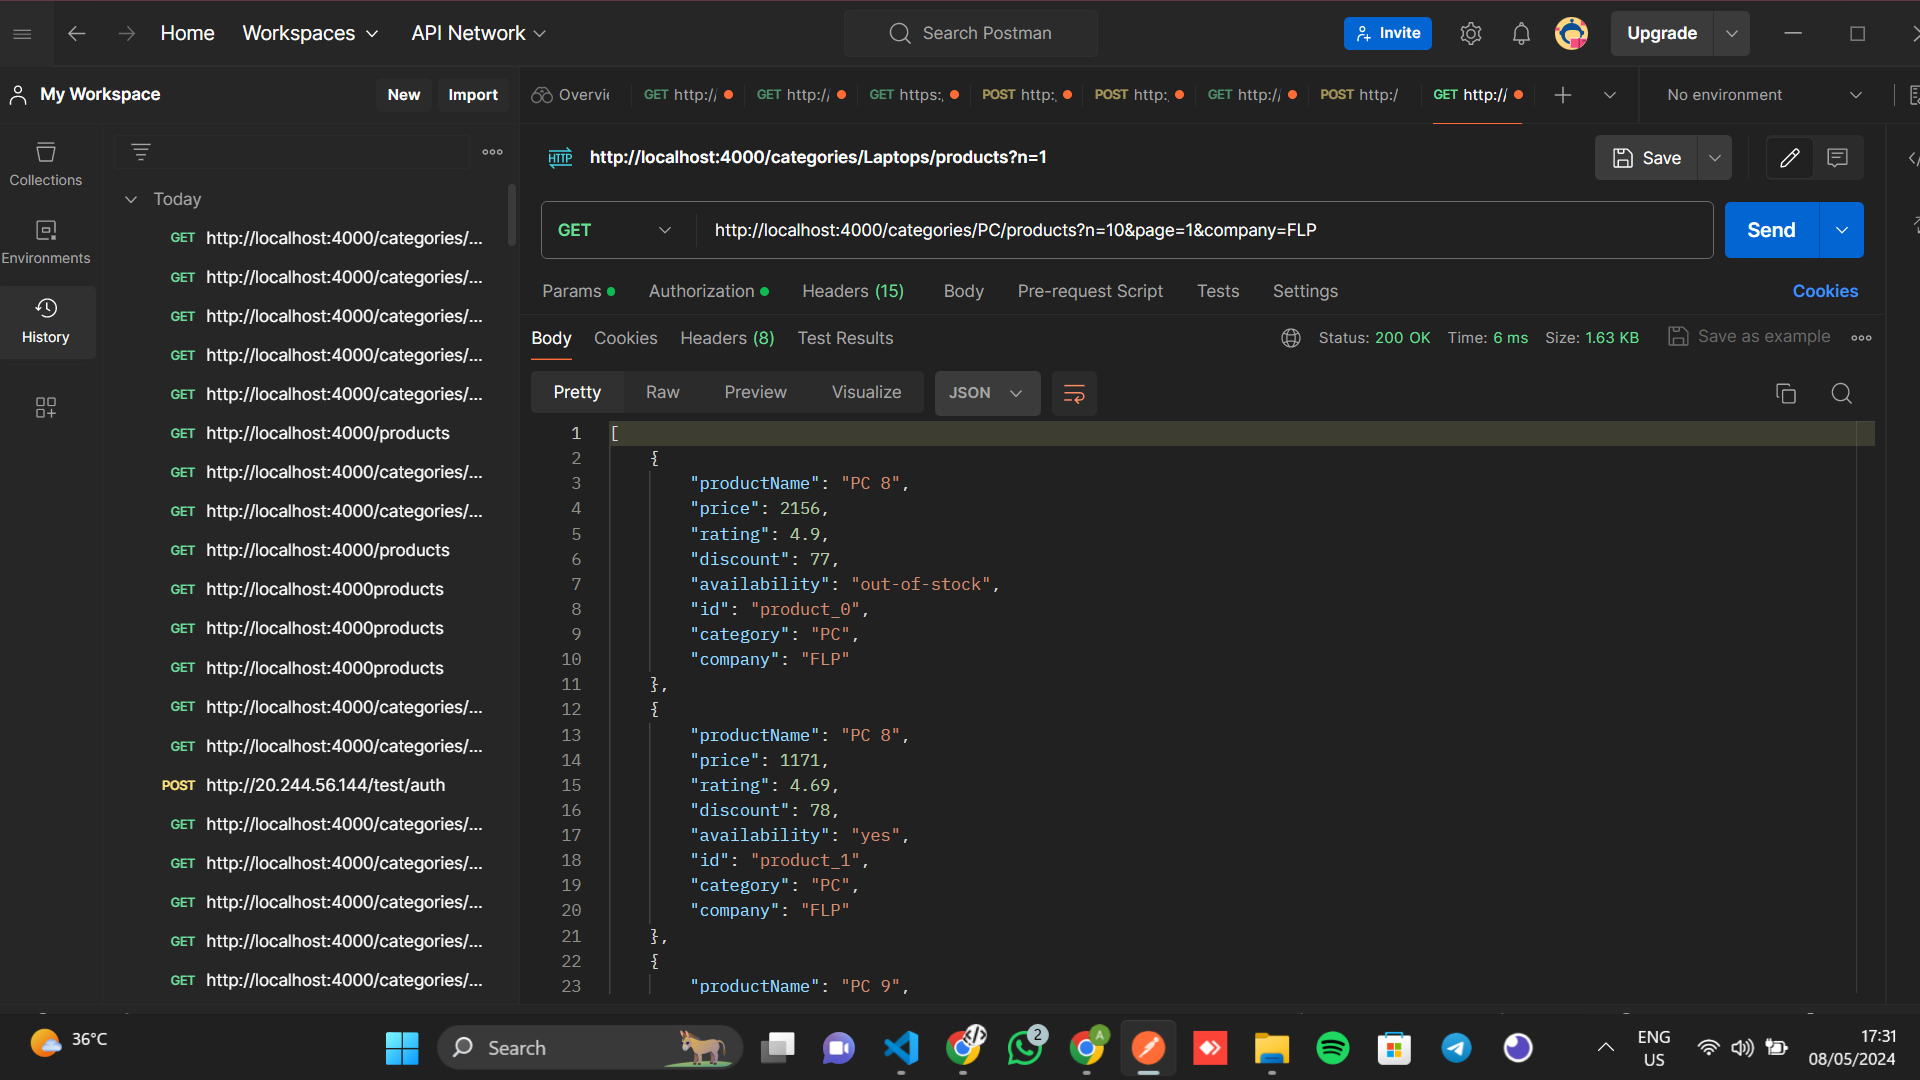 Home Workspaces API Network Search Postman Invite Upgrade
My Workspace New Import Overvie GET http:/ GET http:/ GET https:, POST http:, POST http: GET http:/ POST http:/ GET http:// No environment
Collections
Environments
History
Today
GET http://localhost:4000/categories/...
GET http://localhost:4000/categories/...
GET http://localhost:4000/categories/...
GET http://localhost:4000/categories/...
GET http://localhost:4000/categories/...
GET http://localhost:4000/products
GET http://localhost:4000/categories/...
GET http://localhost:4000/categories/...
GET http://localhost:4000/products
GET http://localhost:4000products
GET http://localhost:4000products
GET http://localhost:4000products
GET http://localhost:4000/categories/...
GET http://localhost:4000/categories/...
POST http://20.244.56.144/test/auth
GET http://localhost:4000/categories/...
GET http://localhost:4000/categories/...
GET http://localhost:4000/categories/...
GET http://localhost:4000/categories/...
GET http://localhost:4000/categories/...
HTTP http://localhost:4000/categories/Laptops/products?n=1 Save
GET http://localhost:4000/categories/PC/products?n=10&page=1&company=FLP Send
Params Authorization Headers (15) Body Pre-request Script Tests Settings Cookies
Body Cookies Headers (8) Test Results Status: 200 OK Time: 6 ms Size: 1.63 KB Save as example
Pretty Raw Preview Visualize JSON
1 [
2 {
3 "productName": "PC 8",
4 "price": 2156,
5 "rating": 4.9,
6 "discount": 77,
7 "availability": "out-of-stock",
8 "id": "product_0",
9 "category": "PC",
10 "company": "FLP"
11 },
12 {
13 "productName": "PC 8",
14 "price": 1171,
15 "rating": 4.69,
16 "discount": 78,
17 "availability": "yes",
18 "id": "product_1",
19 "category": "PC",
20 "company": "FLP"
21 },
22 {
23 "productName": "PC 9",
36°C Search 2 A ENG 17:31
US 08/05/2024